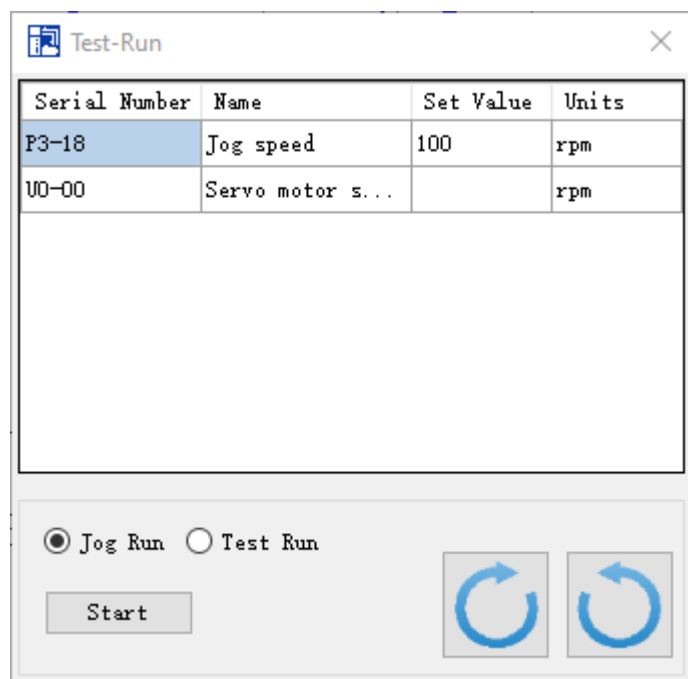 Test-Run
Serial Number Name Set Value Units
P3-18 Jog speed 100 rpm
U0-00 Servo motor s... rpm
Jog Run Test Run
Start